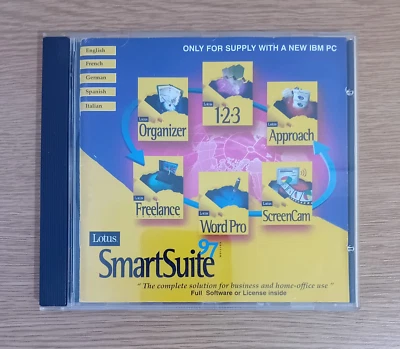 ONLY FOR SUPPLY WITH A NEW IBM PC
English
French
German
Spanish
Italian
Lotus
Organizer
Lotus
1-2-3
Lotus
Approach
Lotus
Freelance
Lotus
Word Pro
Lotus
ScreenCam
Lotus
SmartSuite 97
"The complete solution for business and home-office use"
Full Software or License inside